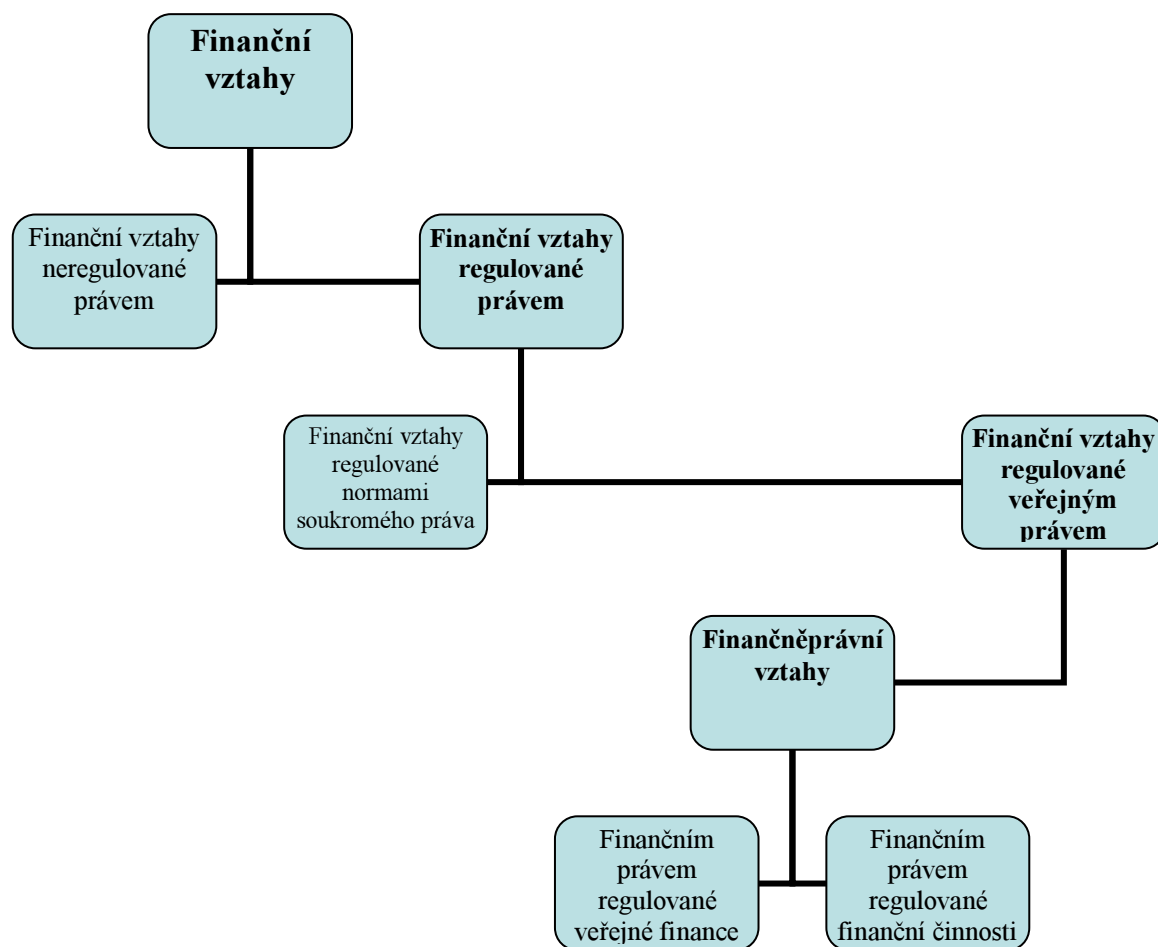 Finanční
vztahy
Finanční vztahy
neregulované
právem
Finanční vztahy
regulované
právem
Finanční vztahy
regulované
normami
soukromého práva
Finanční vztahy
regulované
veřejným
právem
Finančněprávní
vztahy
Finančním
právem
regulované
veřejné finance
Finančním
právem
regulované
finanční činnosti